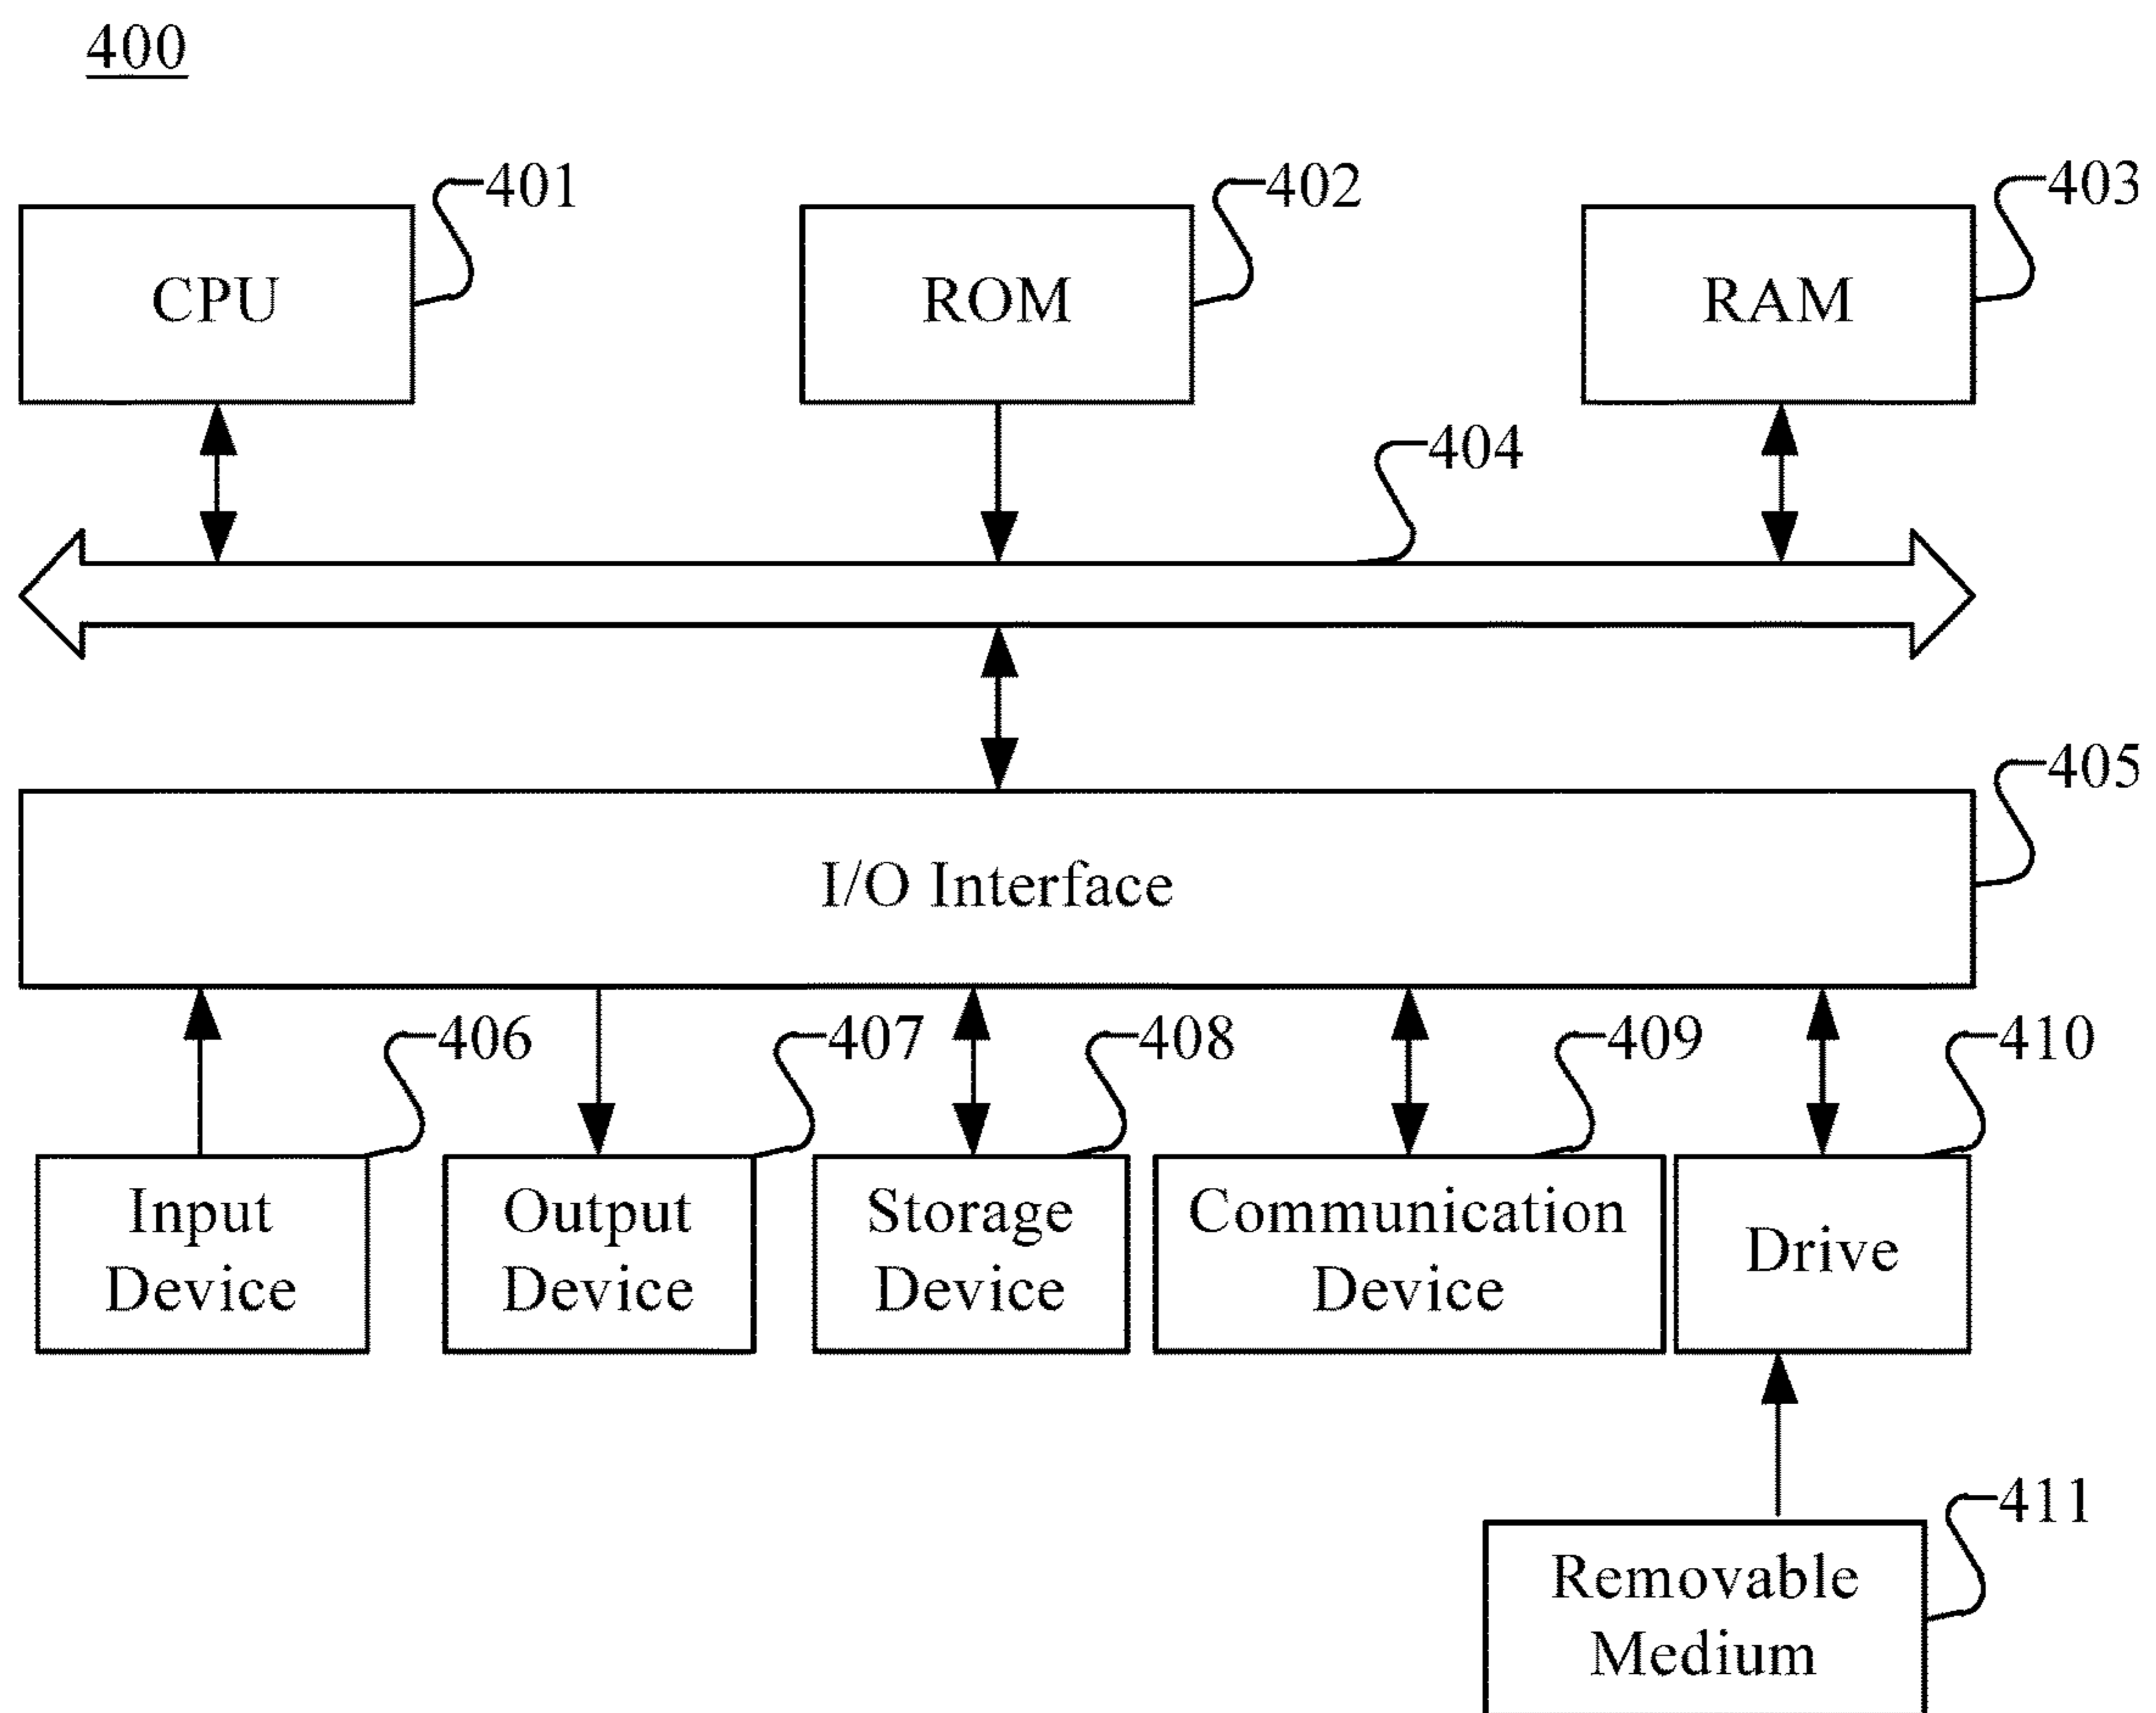 400
401
402
403
CPU
ROM
RAM
404
405
I/O Interface
406
407
408
409
410
Input
Device
Output
Device
Storage
Device
Communication
Device
Drive
411
Removable
Medium